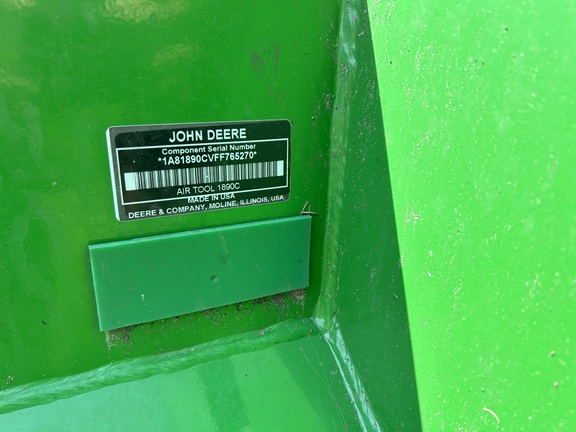 JOHN DEERE
Component Serial Number
*1A81890CVFF765270*
AIR TOOL 1890C
MADE IN USA
DEERE & COMPANY, MOLINE, ILLINOIS, USA